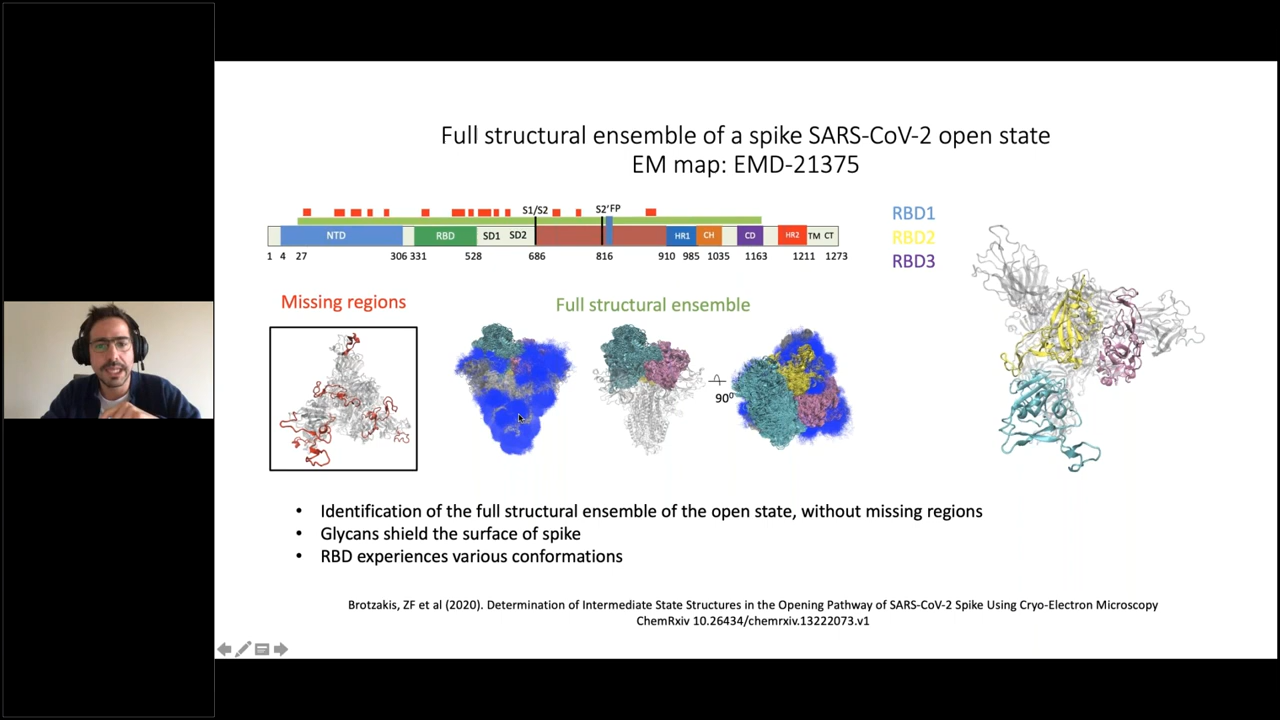 Full structural ensemble of a spike SARS-CoV-2 open state
EM map: EMD-21375
S1/S2 S2' FP
NTD RBD SD1 SD2 HR1 CH CD HR2 TM CT
1 4 27 306 331 528 686 816 910 985 1035 1163 1211 1273
RBD1
RBD2
RBD3
Missing regions
Full structural ensemble
90⁰
• Identification of the full structural ensemble of the open state, without missing regions
• Glycans shield the surface of spike
• RBD experiences various conformations
Brotzakis, ZF et al (2020). Determination of Intermediate State Structures in the Opening Pathway of SARS-CoV-2 Spike Using Cryo-Electron Microscopy
ChemRxiv 10.26434/chemrxiv.13222073.v1